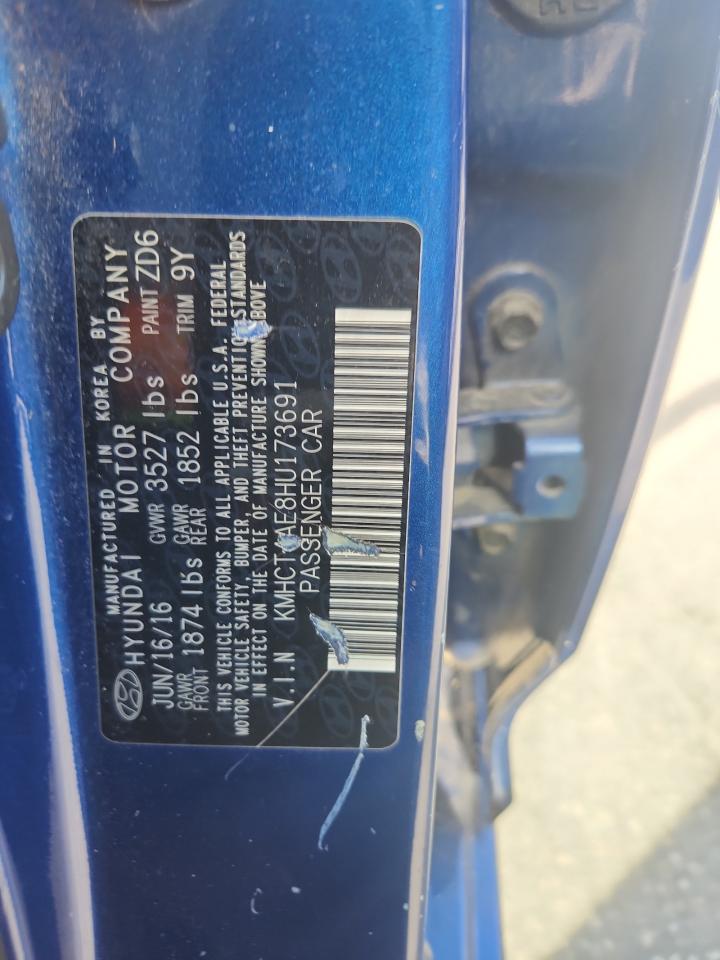 MANUFACTURED IN KOREA BY
HYUNDAI MOTOR COMPANY
JUN/16/16 GVWR 3527 lbs PAINT ZD6
GAWR FRONT 1874 lbs GAWR REAR 1852 lbs TRIM 9Y
THIS VEHICLE CONFORMS TO ALL APPLICABLE U.S.A. FEDERAL
MOTOR VEHICLE SAFETY, BUMPER, AND THEFT PREVENTION STANDARDS
IN EFFECT ON THE DATE OF MANUFACTURE SHOWN ABOVE
V.I.N
PASSENGER CAR